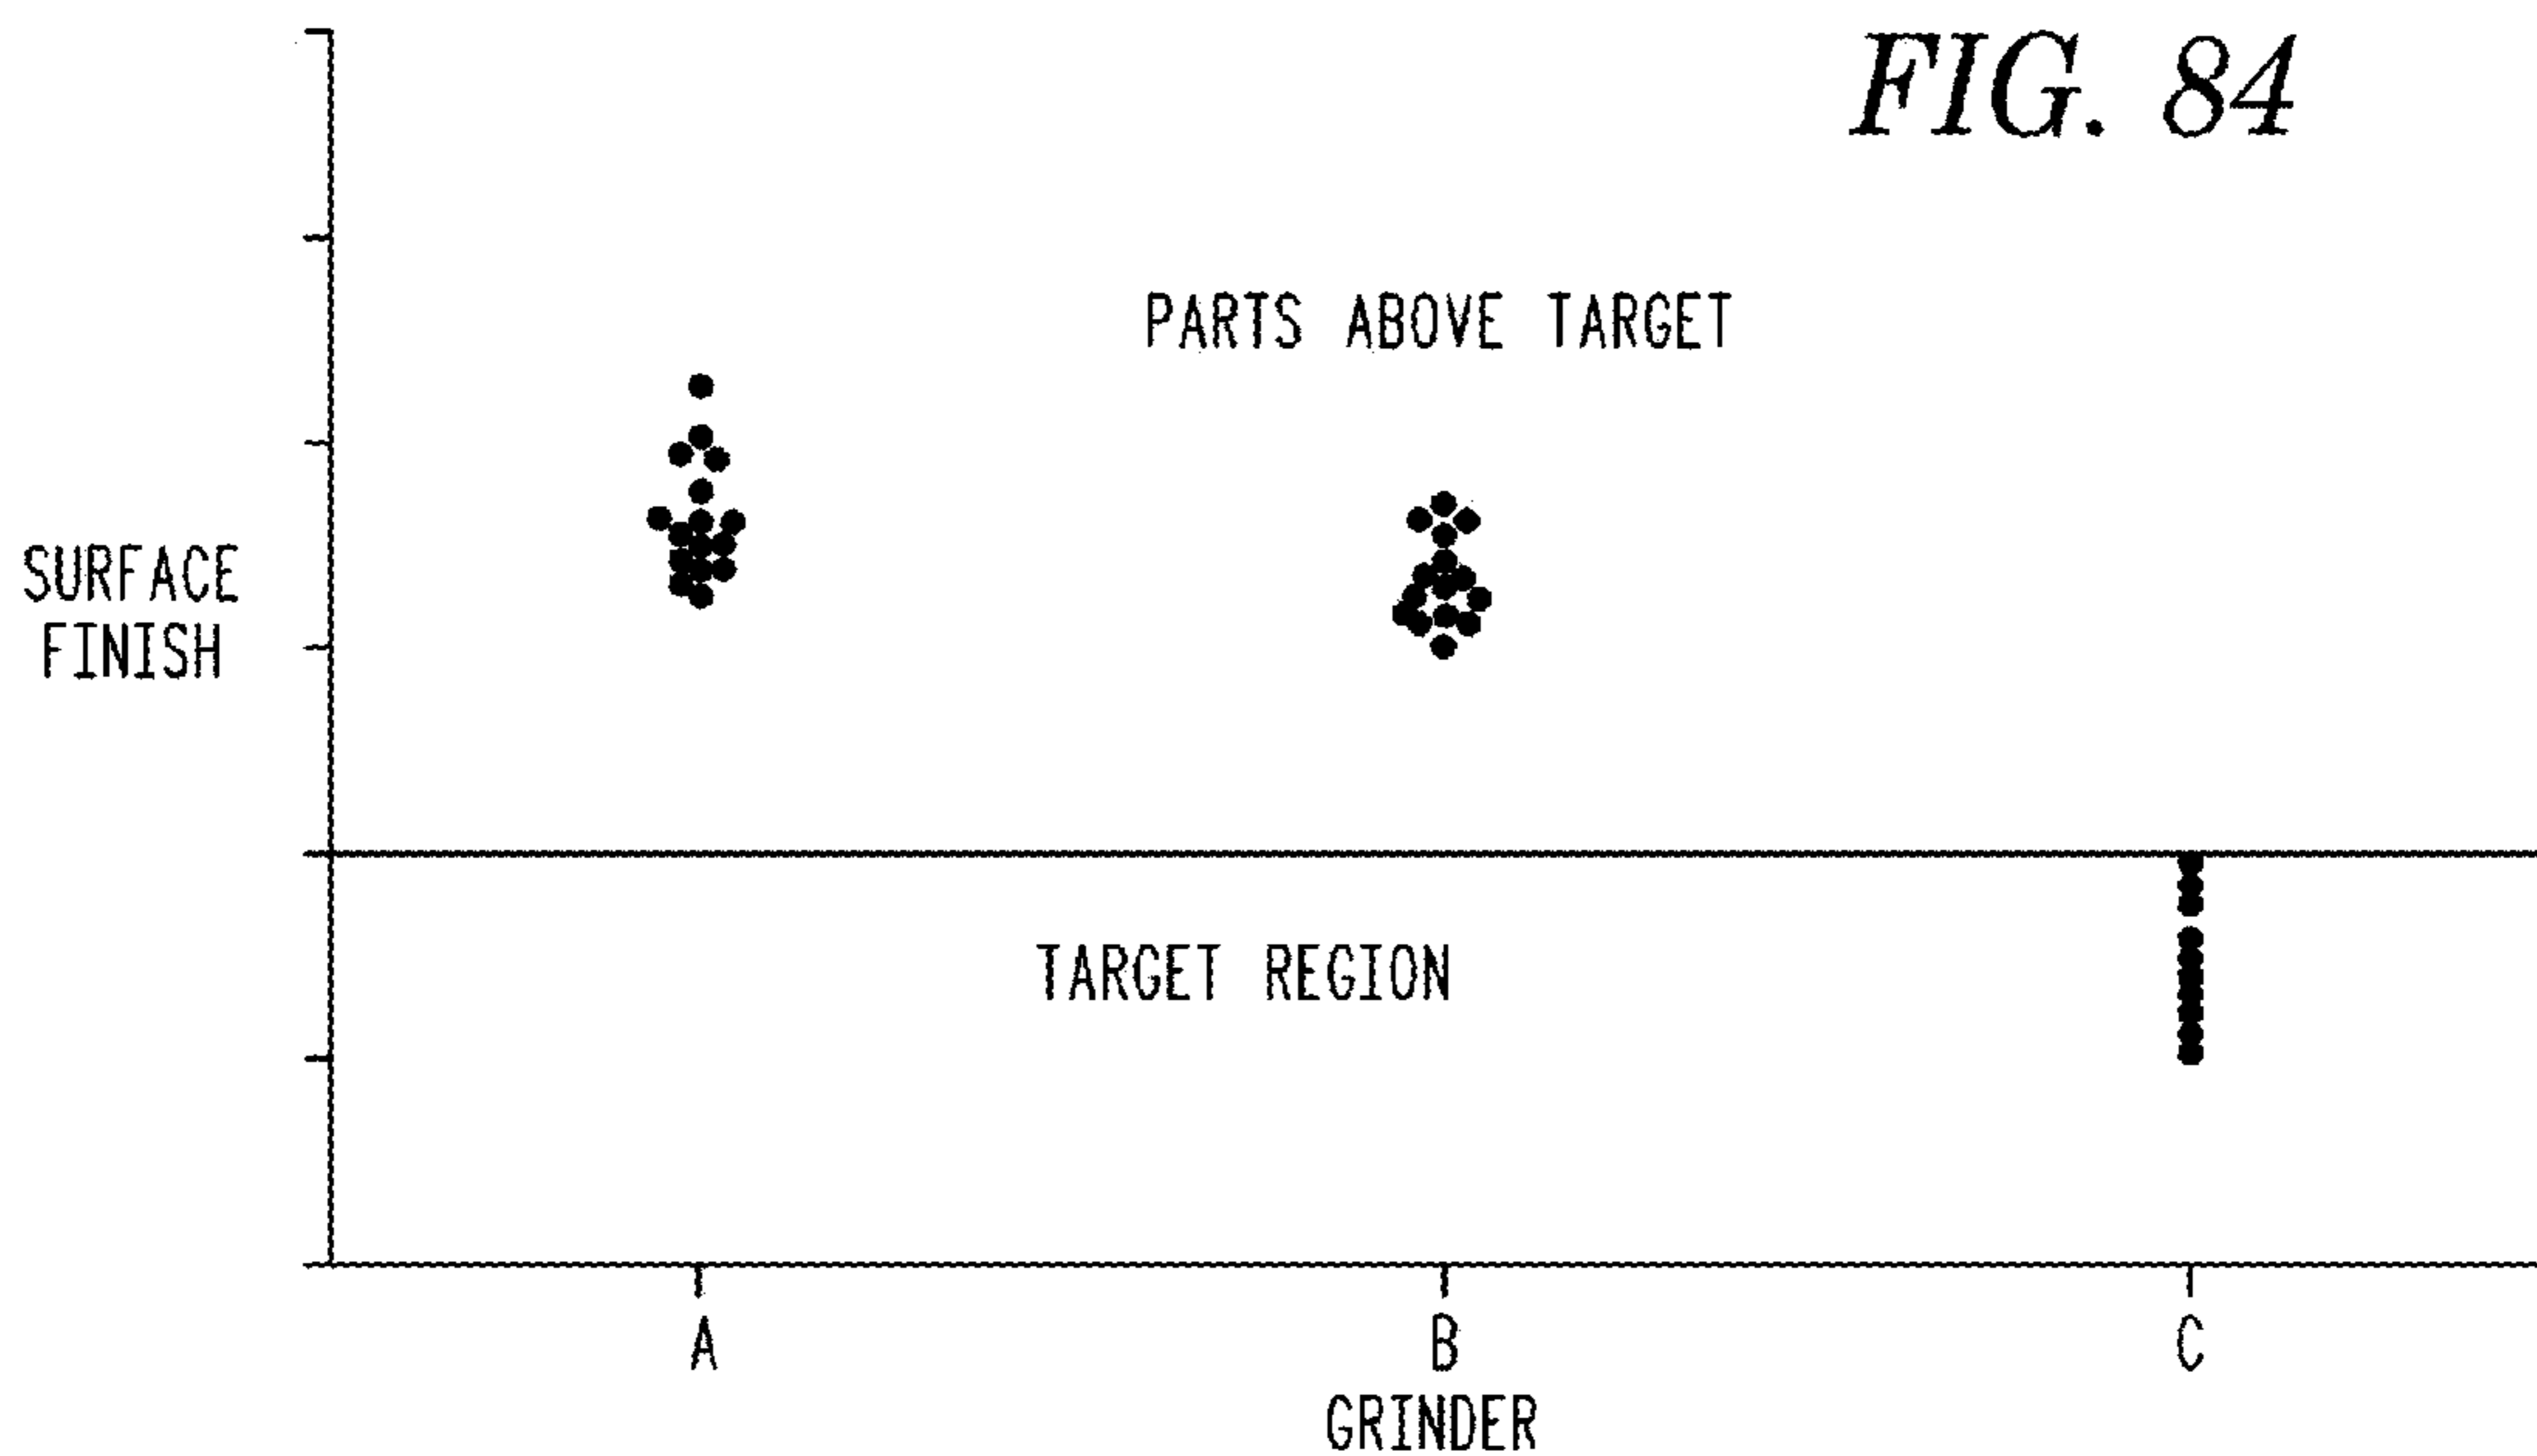 FIG. 84
PARTS ABOVE TARGET
SURFACE
FINISH
TARGET REGION
A
B
C
GRINDER